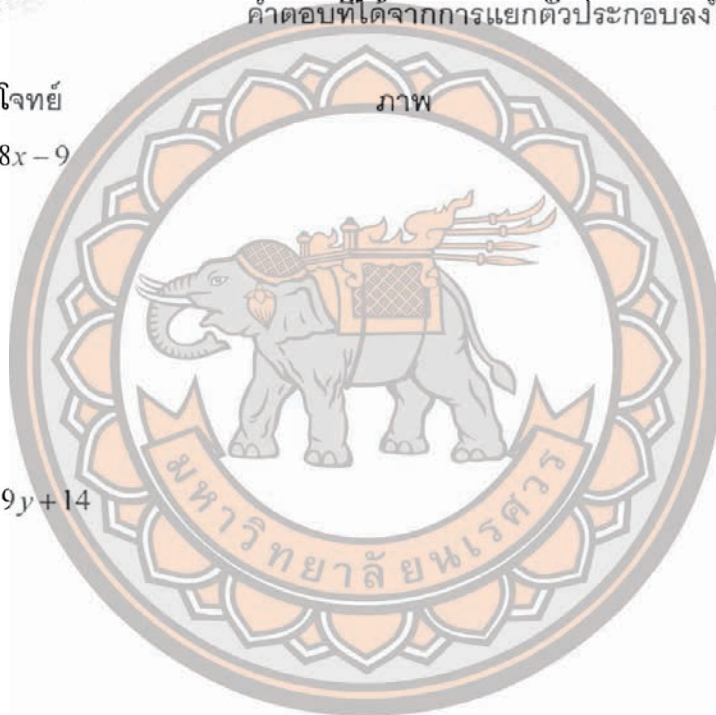 คำตอบที่ได้จากการแยกตัวประกอบลง
โจทย์ ภาพ
8x − 9
9y + 14
มหาวิทยาลัยนเรศวร